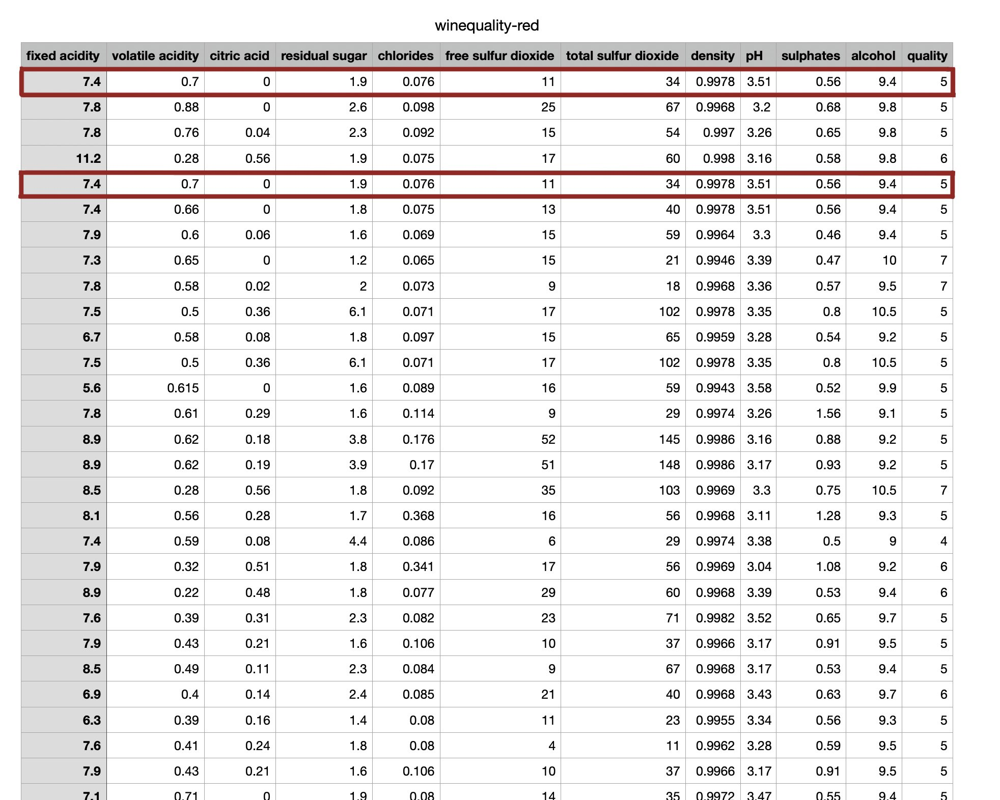 winequality-red
fixed acidity volatile acidity citric acid residual sugar chlorides free sulfur dioxide total sulfur dioxide density pH sulphates alcohol quality
7.4 0.7 0 1.9 0.076 11 34 0.9978 3.51 0.56 9.4 5
7.8 0.88 0 2.6 0.098 25 67 0.9968 3.2 0.68 9.8 5
7.8 0.76 0.04 2.3 0.092 15 54 0.997 3.26 0.65 9.8 5
11.2 0.28 0.56 1.9 0.075 17 60 0.998 3.16 0.58 9.8 6
7.4 0.7 0 1.9 0.076 11 34 0.9978 3.51 0.56 9.4 5
7.4 0.66 0 1.8 0.075 13 40 0.9978 3.51 0.56 9.4 5
7.9 0.6 0.06 1.6 0.069 15 59 0.9964 3.3 0.46 9.4 5
7.3 0.65 0 1.2 0.065 15 21 0.9946 3.39 0.47 10 7
7.8 0.58 0.02 2 0.073 9 18 0.9968 3.36 0.57 9.5 7
7.5 0.5 0.36 6.1 0.071 17 102 0.9978 3.35 0.8 10.5 5
6.7 0.58 0.08 1.8 0.097 15 65 0.9959 3.28 0.54 9.2 5
7.5 0.5 0.36 6.1 0.071 17 102 0.9978 3.35 0.8 10.5 5
5.6 0.615 0 1.6 0.089 16 59 0.9943 3.58 0.52 9.9 5
7.8 0.61 0.29 1.6 0.114 9 29 0.9974 3.26 1.56 9.1 5
8.9 0.62 0.18 3.8 0.176 52 145 0.9986 3.16 0.88 9.2 5
8.9 0.62 0.19 3.9 0.17 51 148 0.9986 3.17 0.93 9.2 5
8.5 0.28 0.56 1.8 0.092 35 103 0.9969 3.3 0.75 10.5 7
8.1 0.56 0.28 1.7 0.368 16 56 0.9968 3.11 1.28 9.3 5
7.4 0.59 0.08 4.4 0.086 6 29 0.9974 3.38 0.5 9 4
7.9 0.32 0.51 1.8 0.341 17 56 0.9969 3.04 1.08 9.2 6
8.9 0.22 0.48 1.8 0.077 29 60 0.9968 3.39 0.53 9.4 6
7.6 0.39 0.31 2.3 0.082 23 71 0.9982 3.52 0.65 9.7 5
7.9 0.43 0.21 1.6 0.106 10 37 0.9966 3.17 0.91 9.5 5
8.5 0.49 0.11 2.3 0.084 9 67 0.9968 3.17 0.53 9.4 5
6.9 0.4 0.14 2.4 0.085 21 40 0.9968 3.43 0.63 9.7 6
6.3 0.39 0.16 1.4 0.08 11 23 0.9955 3.34 0.56 9.3 5
7.6 0.41 0.24 1.8 0.08 4 11 0.9962 3.28 0.59 9.5 5
7.9 0.43 0.21 1.6 0.106 10 37 0.9966 3.17 0.91 9.5 5
7.1 0.71 0 1.9 0.08 14 35 0.9972 3.47 0.55 9.4 5